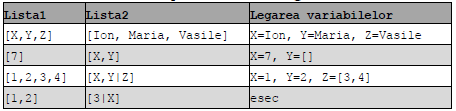 Lista1 Lista2 Legarea variabilelor
[X,Y,Z] [Ion, Maria, Vasile] X=Ion, Y=Maria, Z=Vasile
[7] [X,Y] X=7, Y=[]
[1,2,3,4] [X,Y|Z] X=1, Y=2, Z=[3,4]
[1,2] [3|X] esec